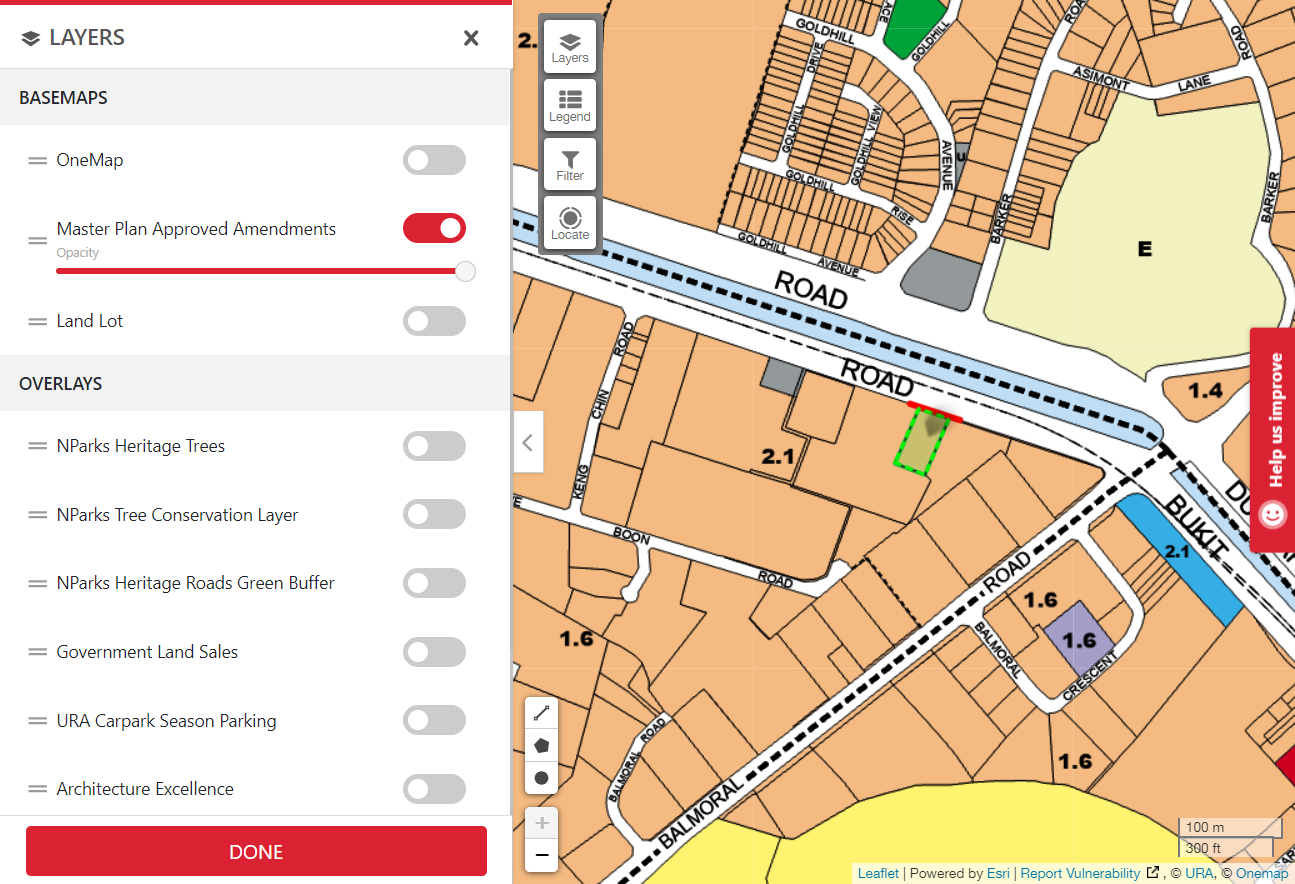 LAYERS
BASEMAPS
OneMap
Master Plan Approved Amendments
Opacity
Land Lot
OVERLAYS
NParks Heritage Trees
NParks Tree Conservation Layer
NParks Heritage Roads Green Buffer
Government Land Sales
URA Carpark Season Parking
Architecture Excellence
DONE
Layers
Legend
Filter
Locate
2.
GOLDHILL
DRIVE
GOLDHILL
GOLDHILL
GOLDHILL VIEW
AVENUE
U
GOLDHILL
RISE
GOLDHILL
AVENUE
ASIMONT
LANE
ROAD
BARKER
BARKER
E
ROAD
ROAD
1.4
Help us improve
ROAD
CHIN
KENG
2.1
BOON
ROAD
BUKIT
2.1
ROAD
1.6
1.6
1.6
BALMORAL
CRESCENT
1.6
BALMORAL
ROAD
BALMORAL
100 m
300 ft
Leaflet | Powered by Esri | Report Vulnerability , © URA, © Onemap